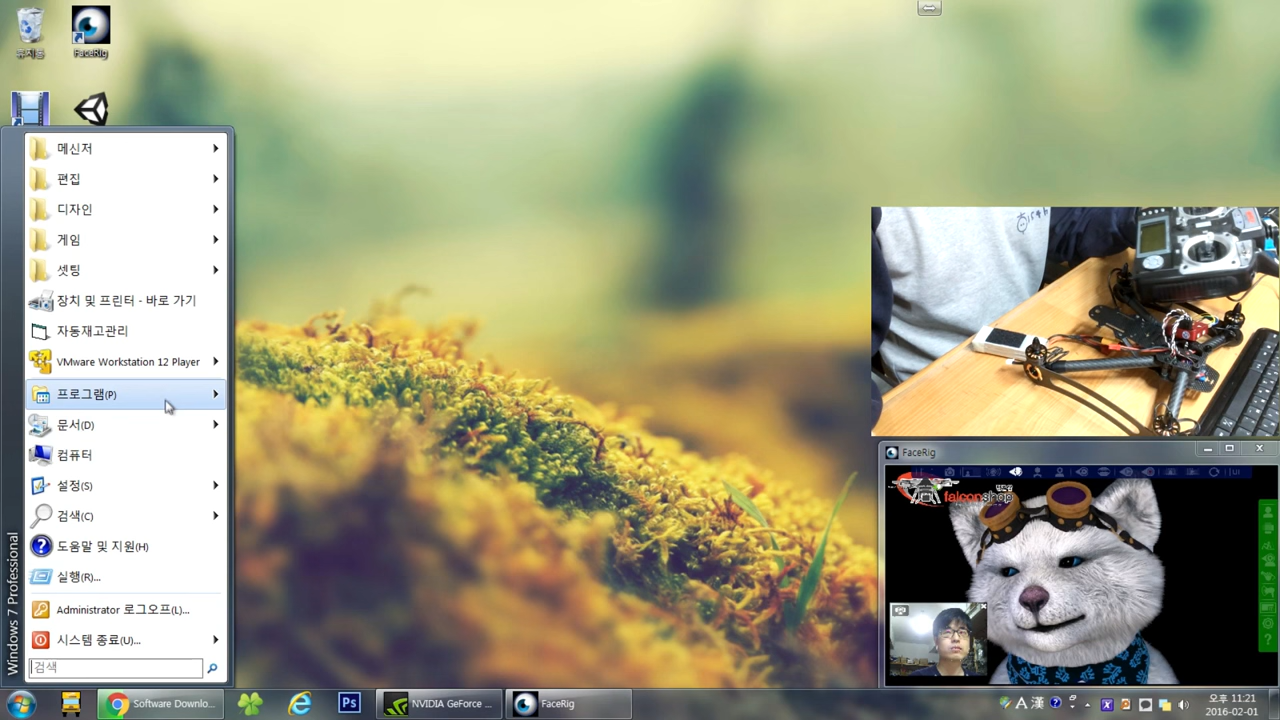 휴지통
FaceRig
메신저
편집
디자인
게임
셋팅
장치 및 프린터 - 바로 가기
자동재고관리
VMware Workstation 12 Player
프로그램(P)
문서(D)
컴퓨터
설정(S)
검색(C)
도움말 및 지원(H)
실행(R)...
Administrator 로그오프(L)...
시스템 종료(U)...
검색
Windows 7 Professional
FaceRig
falconshop
Software Downlo...
Ps
NVIDIA GeForce ...
FaceRig
A 漢
오후 11:21
2016-02-01